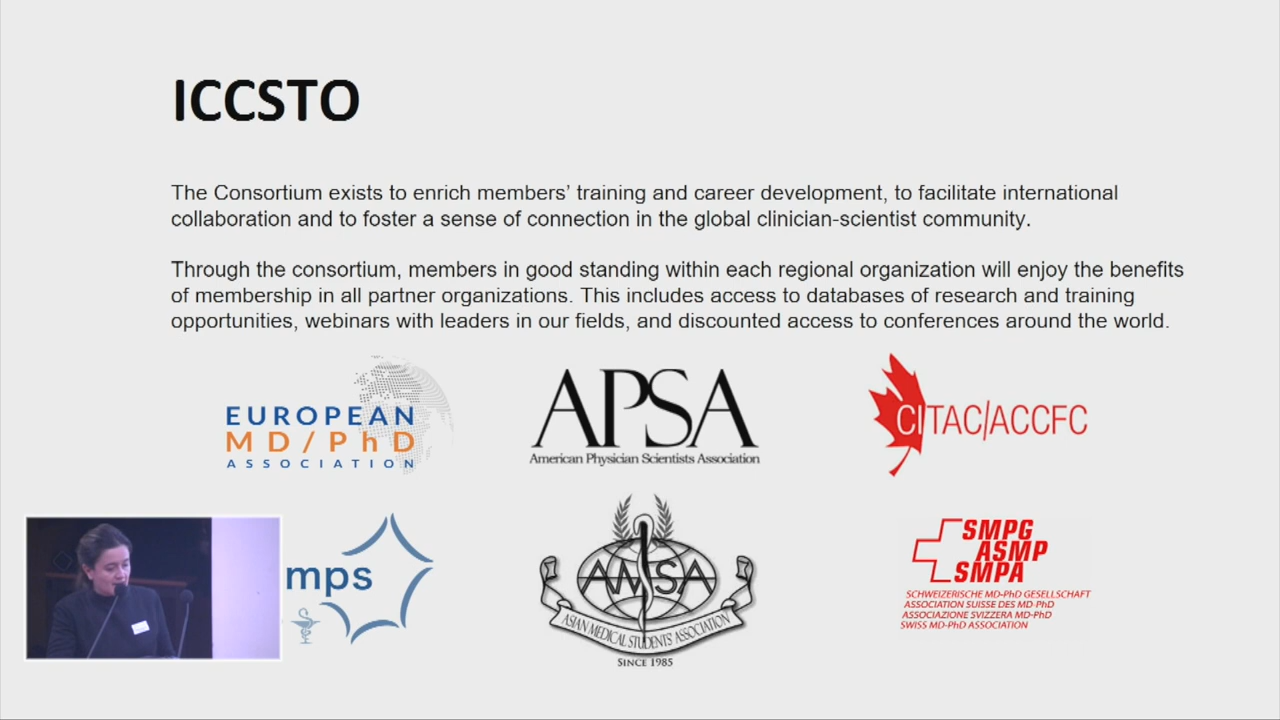 ICCSTO
The Consortium exists to enrich members’ training and career development, to facilitate international
collaboration and to foster a sense of connection in the global clinician-scientist community.
Through the consortium, members in good standing within each regional organization will enjoy the benefits
of membership in all partner organizations. This includes access to databases of research and training
opportunities, webinars with leaders in our fields, and discounted access to conferences around the world.
EUROPEAN
MD/PhD
ASSOCIATION
APSA
American Physician Scientists Association
CITAC/ACCFC
mps
AMSA
ASIAN MEDICAL STUDENTS' ASSOCIATION
SINCE 1985
SMPG
ASMP
SMPA
SCHWEIZERISCHE MD-PhD GESELLSCHAFT
ASSOCIATION SUISSE DES MD-PhD
ASSOCIAZIONE SVIZZERA MD-PhD
SWISS MD-PhD ASSOCIATION